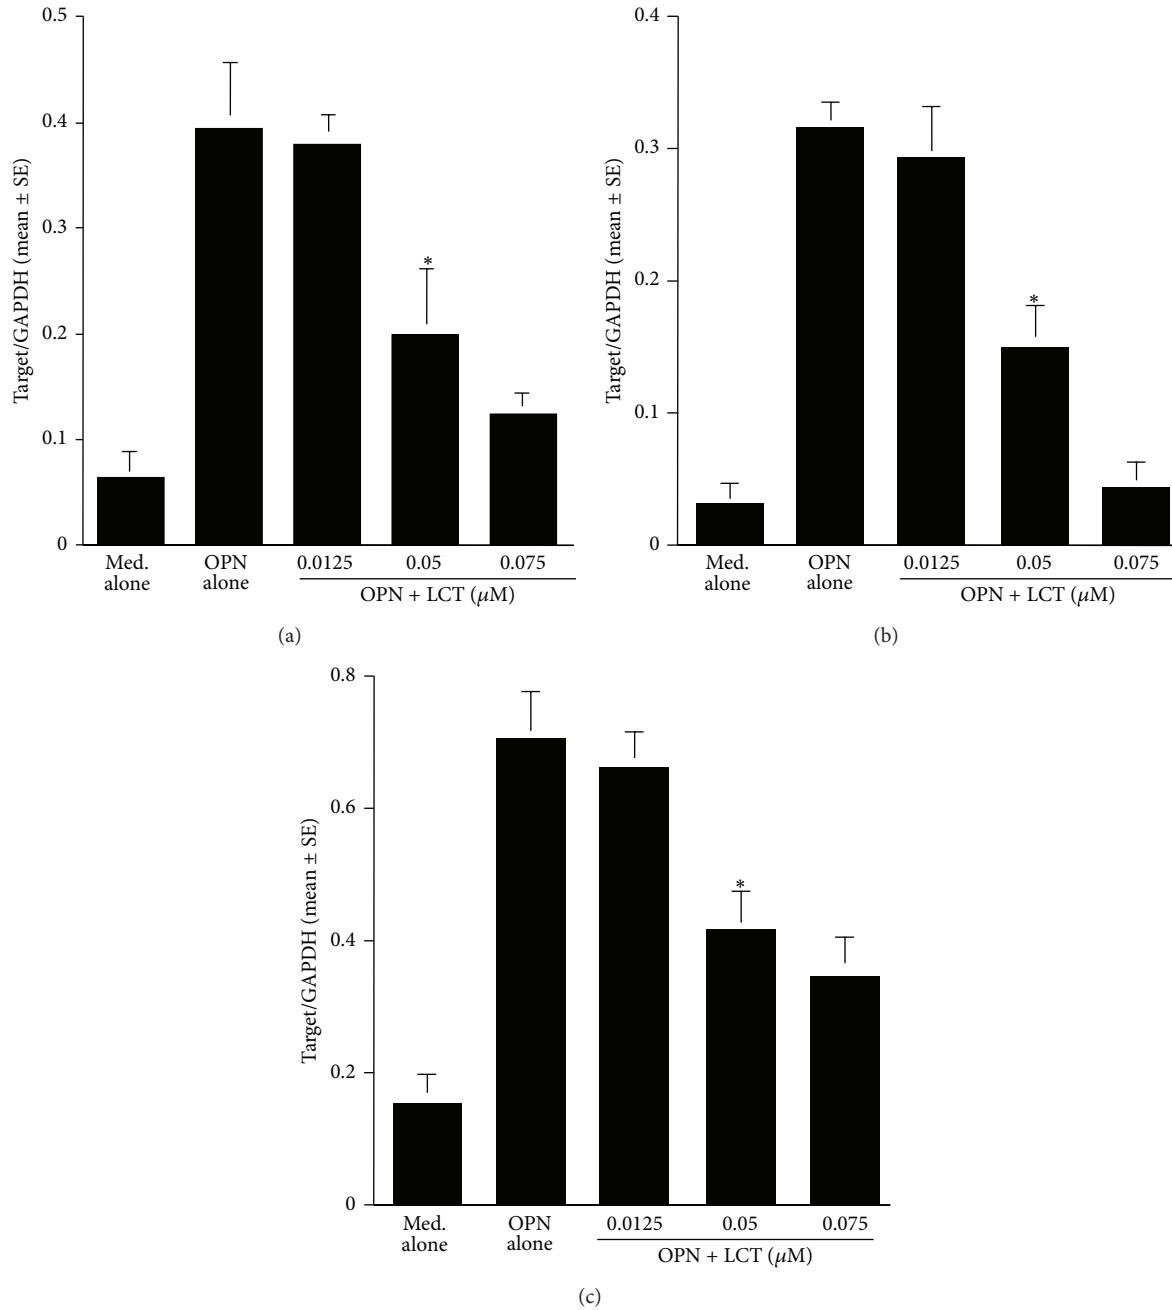 0.5
0.4
0.3
0.2
0.1
0
Target/GAPDH (mean ± SE)
*
Med. alone
OPN alone
0.0125
0.05
0.075
OPN + LCT (μM)
(a)
0.4
0.3
0.2
0.1
0
Target/GAPDH (mean ± SE)
*
Med. alone
OPN alone
0.0125
0.05
0.075
OPN + LCT (μM)
(b)
0.8
0.6
0.4
0.2
0
Target/GAPDH (mean ± SE)
*
Med. alone
OPN alone
0.0125
0.05
0.075
OPN + LCT (μM)
(c)